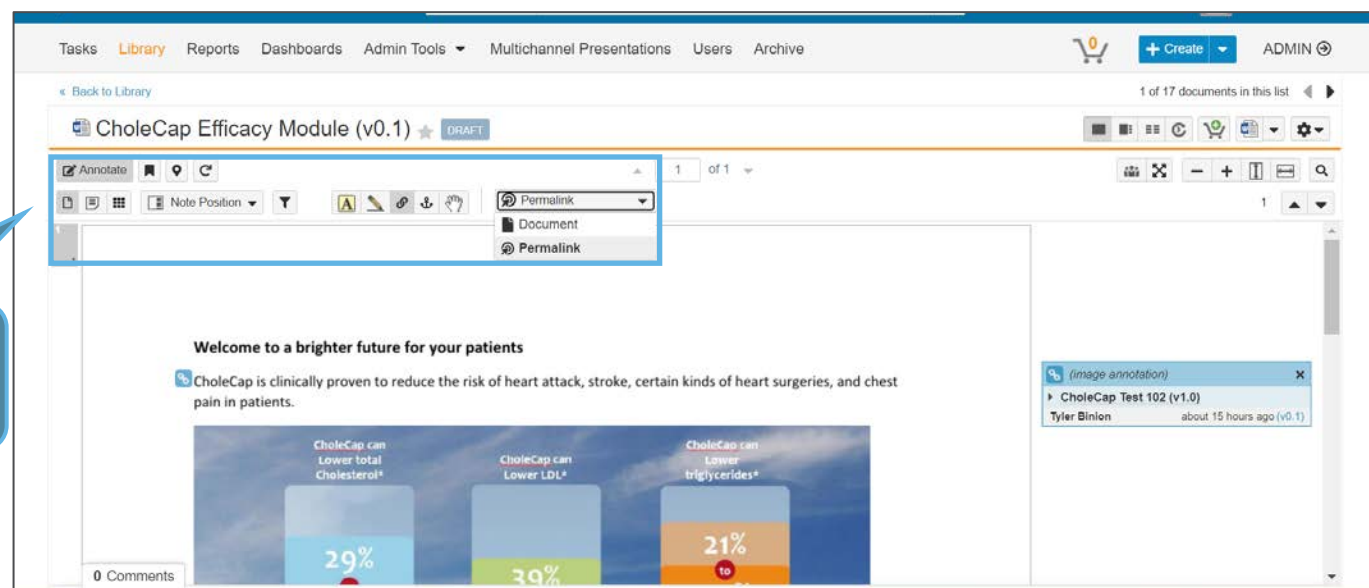 Tasks Library Reports Dashboards Admin Tools Multichannel Presentations Users Archive 0 + Create ADMIN
« Back to Library 1 of 17 documents in this list
CholeCap Efficacy Module (v0.1) DRAFT
Annotate 1 of 1
Note Position A Permalink 1
Document
Permalink
1
Welcome to a brighter future for your patients
CholeCap is clinically proven to reduce the risk of heart attack, stroke, certain kinds of heart surgeries, and chest
pain in patients.
(image annotation) x
CholeCap Test 102 (v1.0)
Tyler Binion about 15 hours ago (v0.1)
CholeCap can
Lower total
Cholesterol*
CholeCap can
Lower LDL*
CholeCap can
Lower
triglycerides*
29%
39%
21%
to
0 Comments